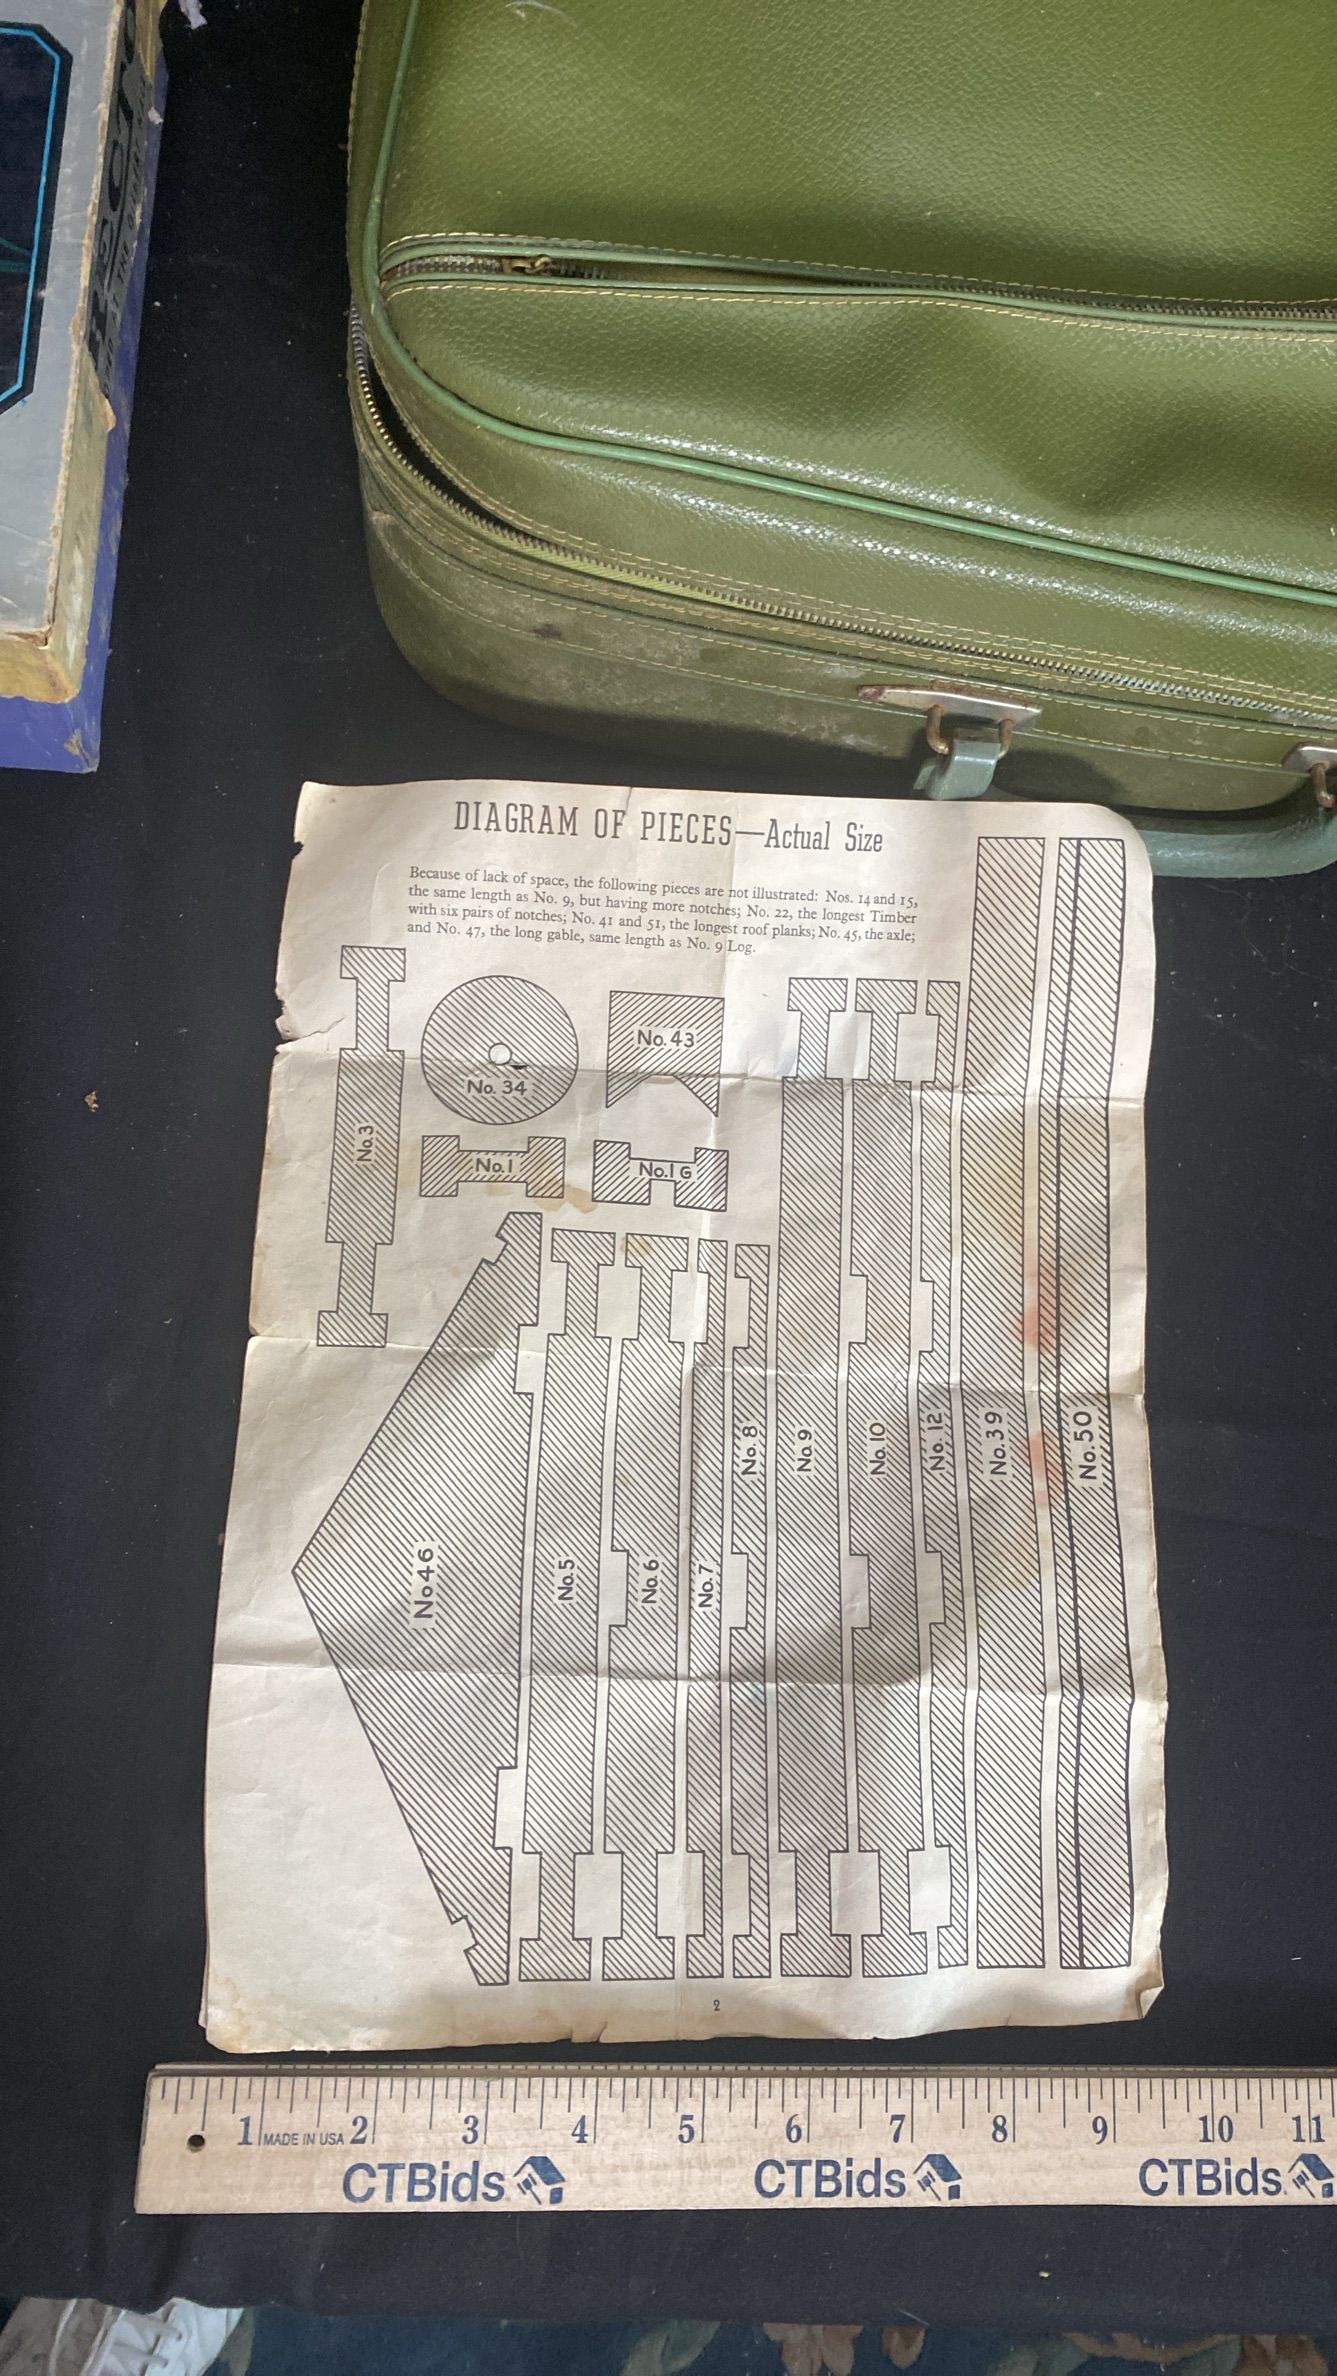 DIAGRAM OF PIECES—Actual Size
Because of lack of space, the following pieces are not illustrated: Nos. 14 and 15,
the same length as No. 9, but having more notches; No. 22, the longest Timber
with six pairs of notches; No. 41 and 51, the longest roof planks; No. 45, the axle;
and No. 47, the long gable, same length as No. 9 Log.
No.3
No. 34
No. 43
No.1
No.1 G
No46
No.5
No.6
No.7
No.8
No.9
No.10
No.12
No.39
No.50
2
1 MADE IN USA 2 3 4 5 6 7 8 9 10 11
CTBids CTBids CTBids